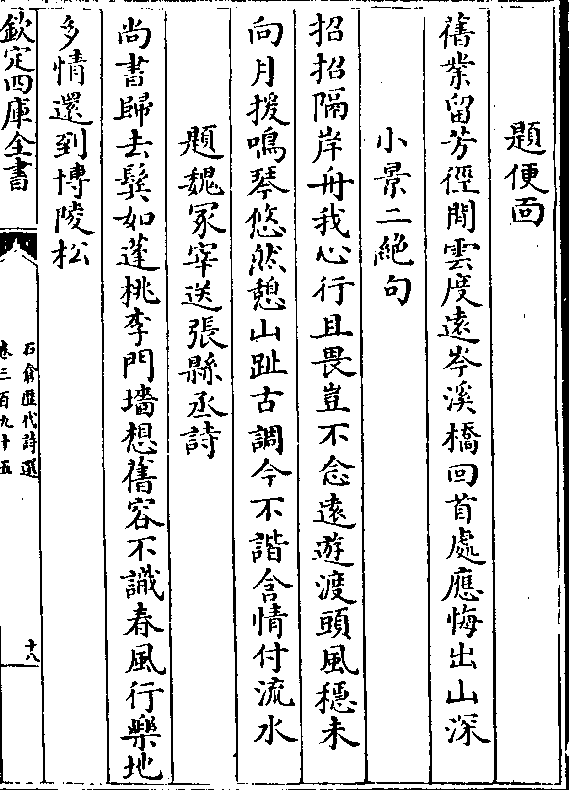 題便面
舊業留芳徑閒雲度遠岑溪橋回首處應悔出山深
小景二絶句
招招隔岸舟我心行且畏豈不念遠遊渡頭風穩未
向月援鳴琴悠然憩山趾古調今不諧含情付流水
題魏冢宰送張縣丞詩
尚書歸去鬓如蓬桃李門墻想舊容不識春風行樂地
多情還到博陵松
欽定四庫全書
石倉歴代詩選
卷三百九十五
十八